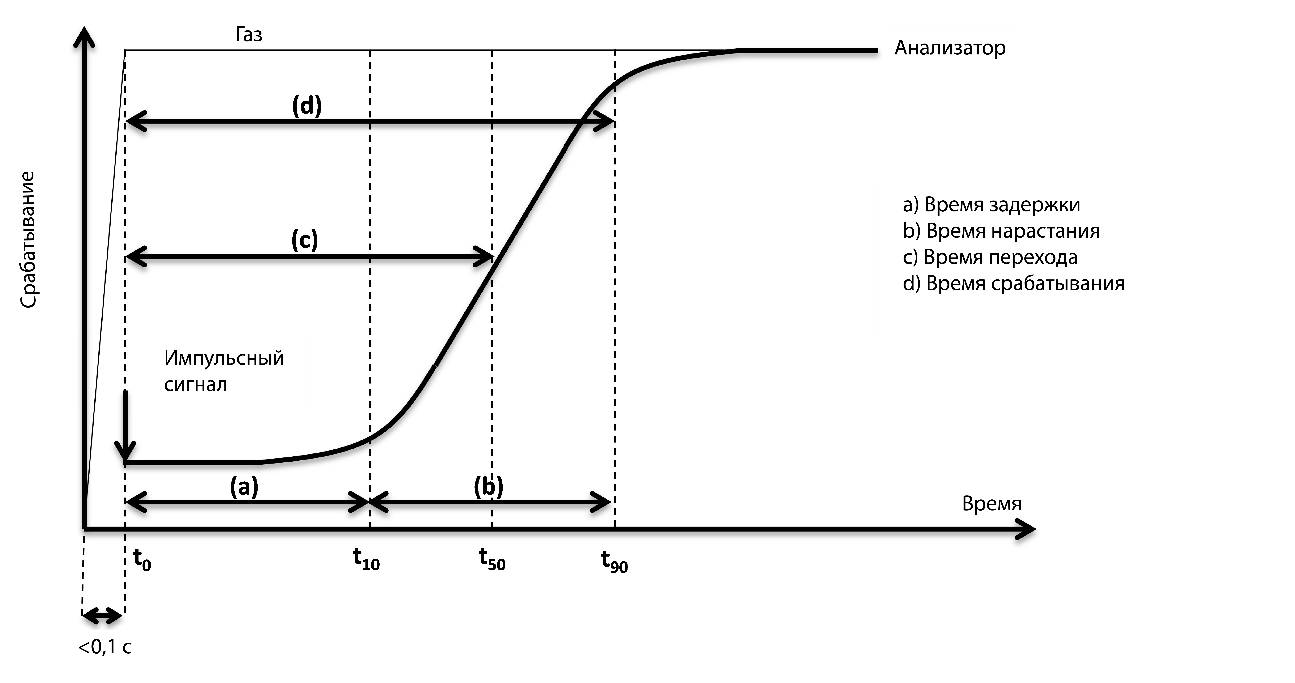 Газ
Анализатор
(d)
Срабатывание
a) Время задержки
b) Время нарастания
c) Время перехода
d) Время срабатывания
(c)
Импульсный
сигнал
(a)
(b)
Время
t₀
t₁₀
t₅₀
t₉₀
<0,1 с